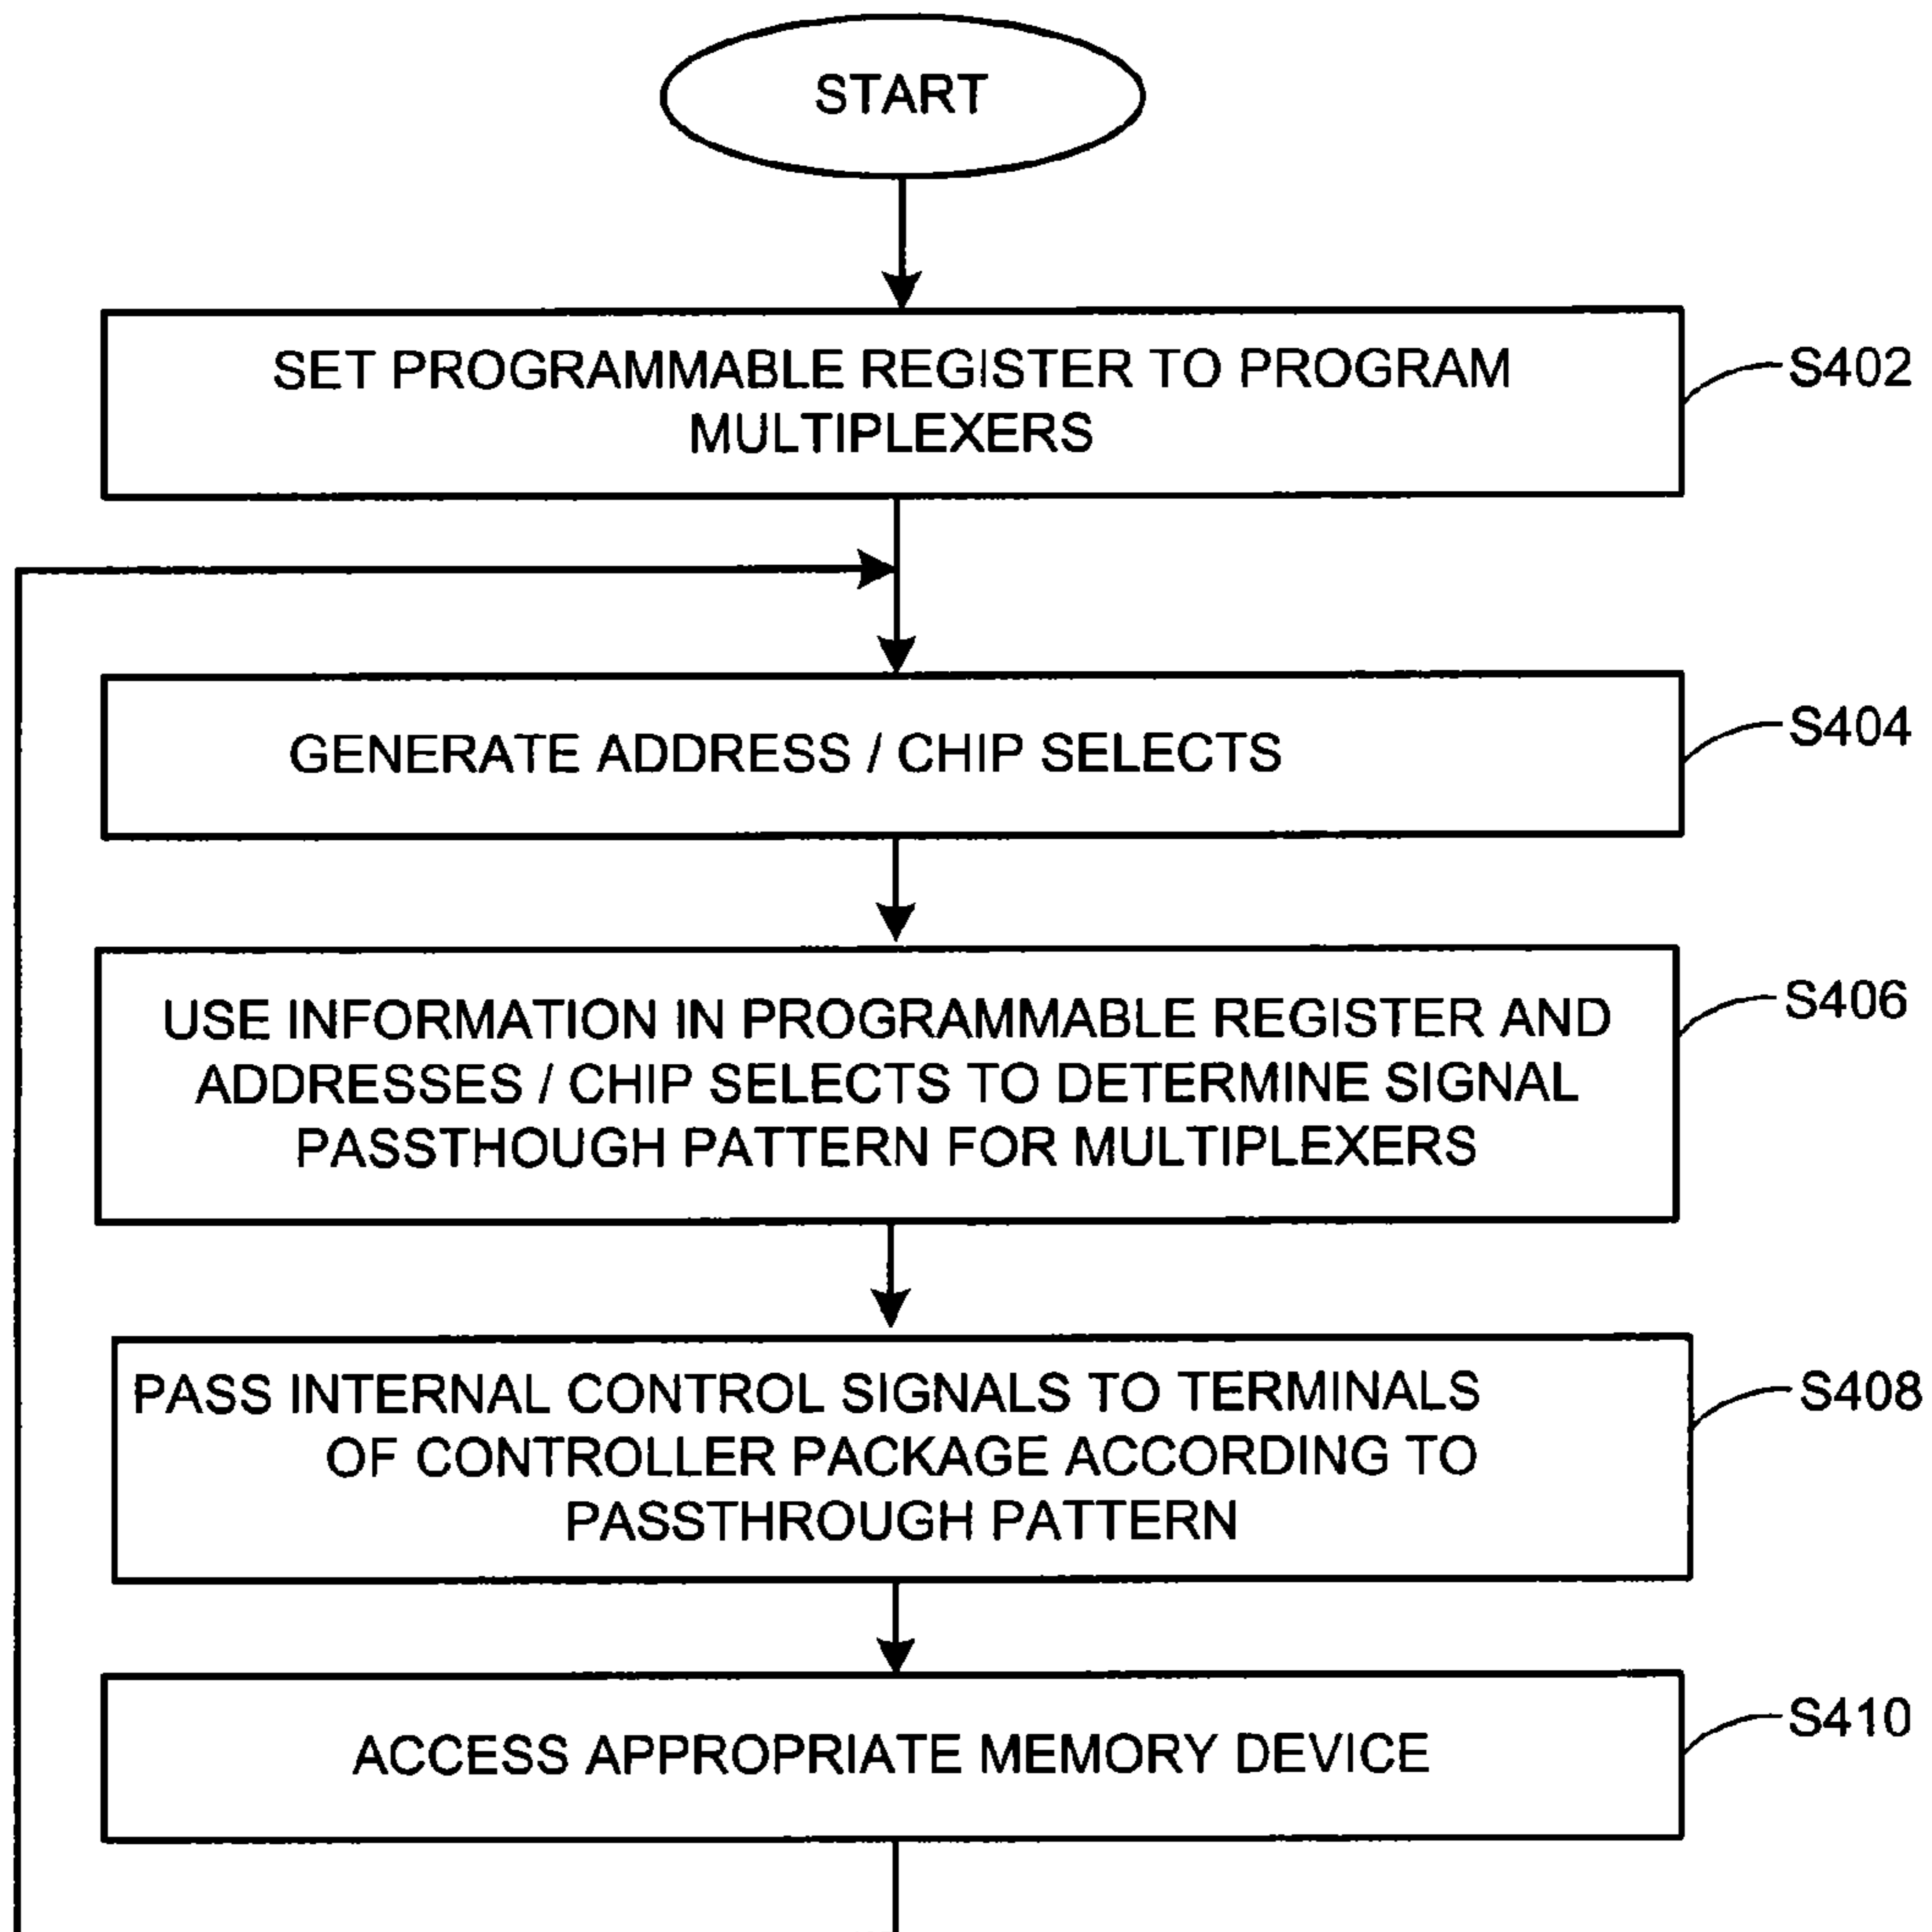 START
SET PROGRAMMABLE REGISTER TO PROGRAM
MULTIPLEXERS
S402
GENERATE ADDRESS / CHIP SELECTS
S404
USE INFORMATION IN PROGRAMMABLE REGISTER AND
ADDRESSES / CHIP SELECTS TO DETERMINE SIGNAL
PASSTHOUGH PATTERN FOR MULTIPLEXERS
S406
PASS INTERNAL CONTROL SIGNALS TO TERMINALS
OF CONTROLLER PACKAGE ACCORDING TO
PASSTHROUGH PATTERN
S408
ACCESS APPROPRIATE MEMORY DEVICE
S410